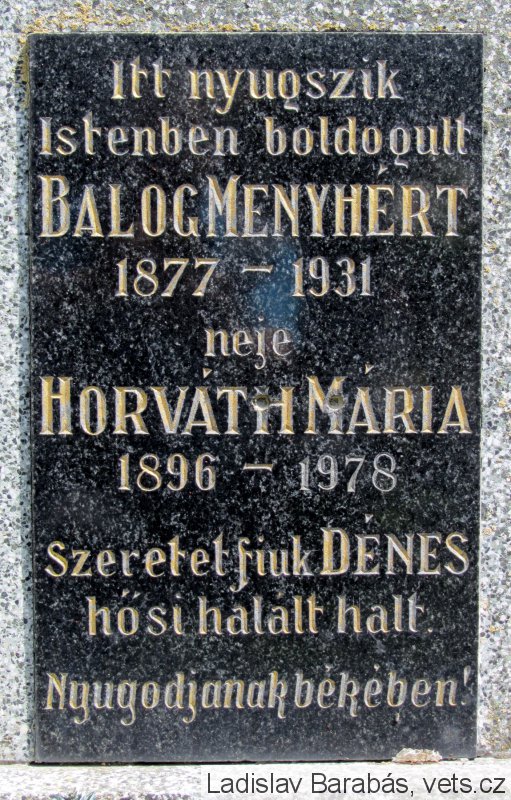 Itt nyugszik
Istenben boldogult
BALOG MENYHÉRT
1877 – 1931
neje
HORVÁTH MÁRIA
1896 – 1978
Szeretet fiuk DÉNES
hősi halált halt.
Nyugodjanak békében!
Ladislav Barabás, vets.cz